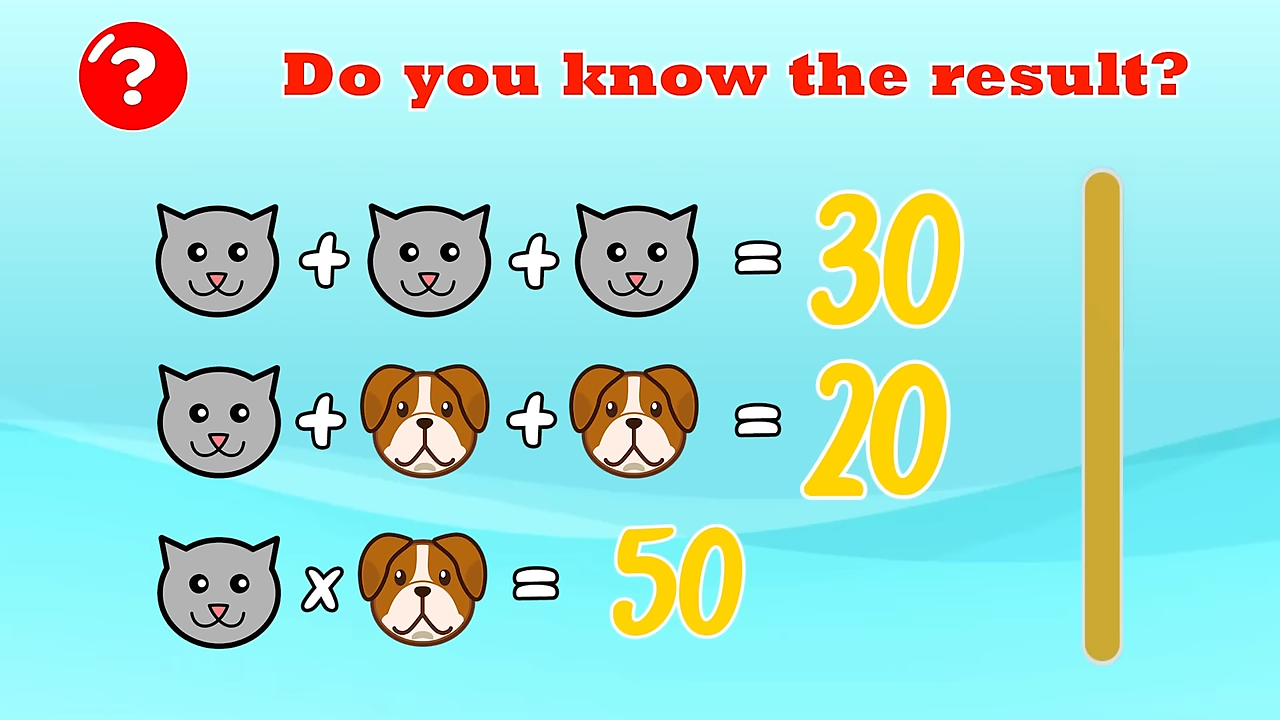 ? Do you know the result?
+ + = 30
+ + = 20
x = 50